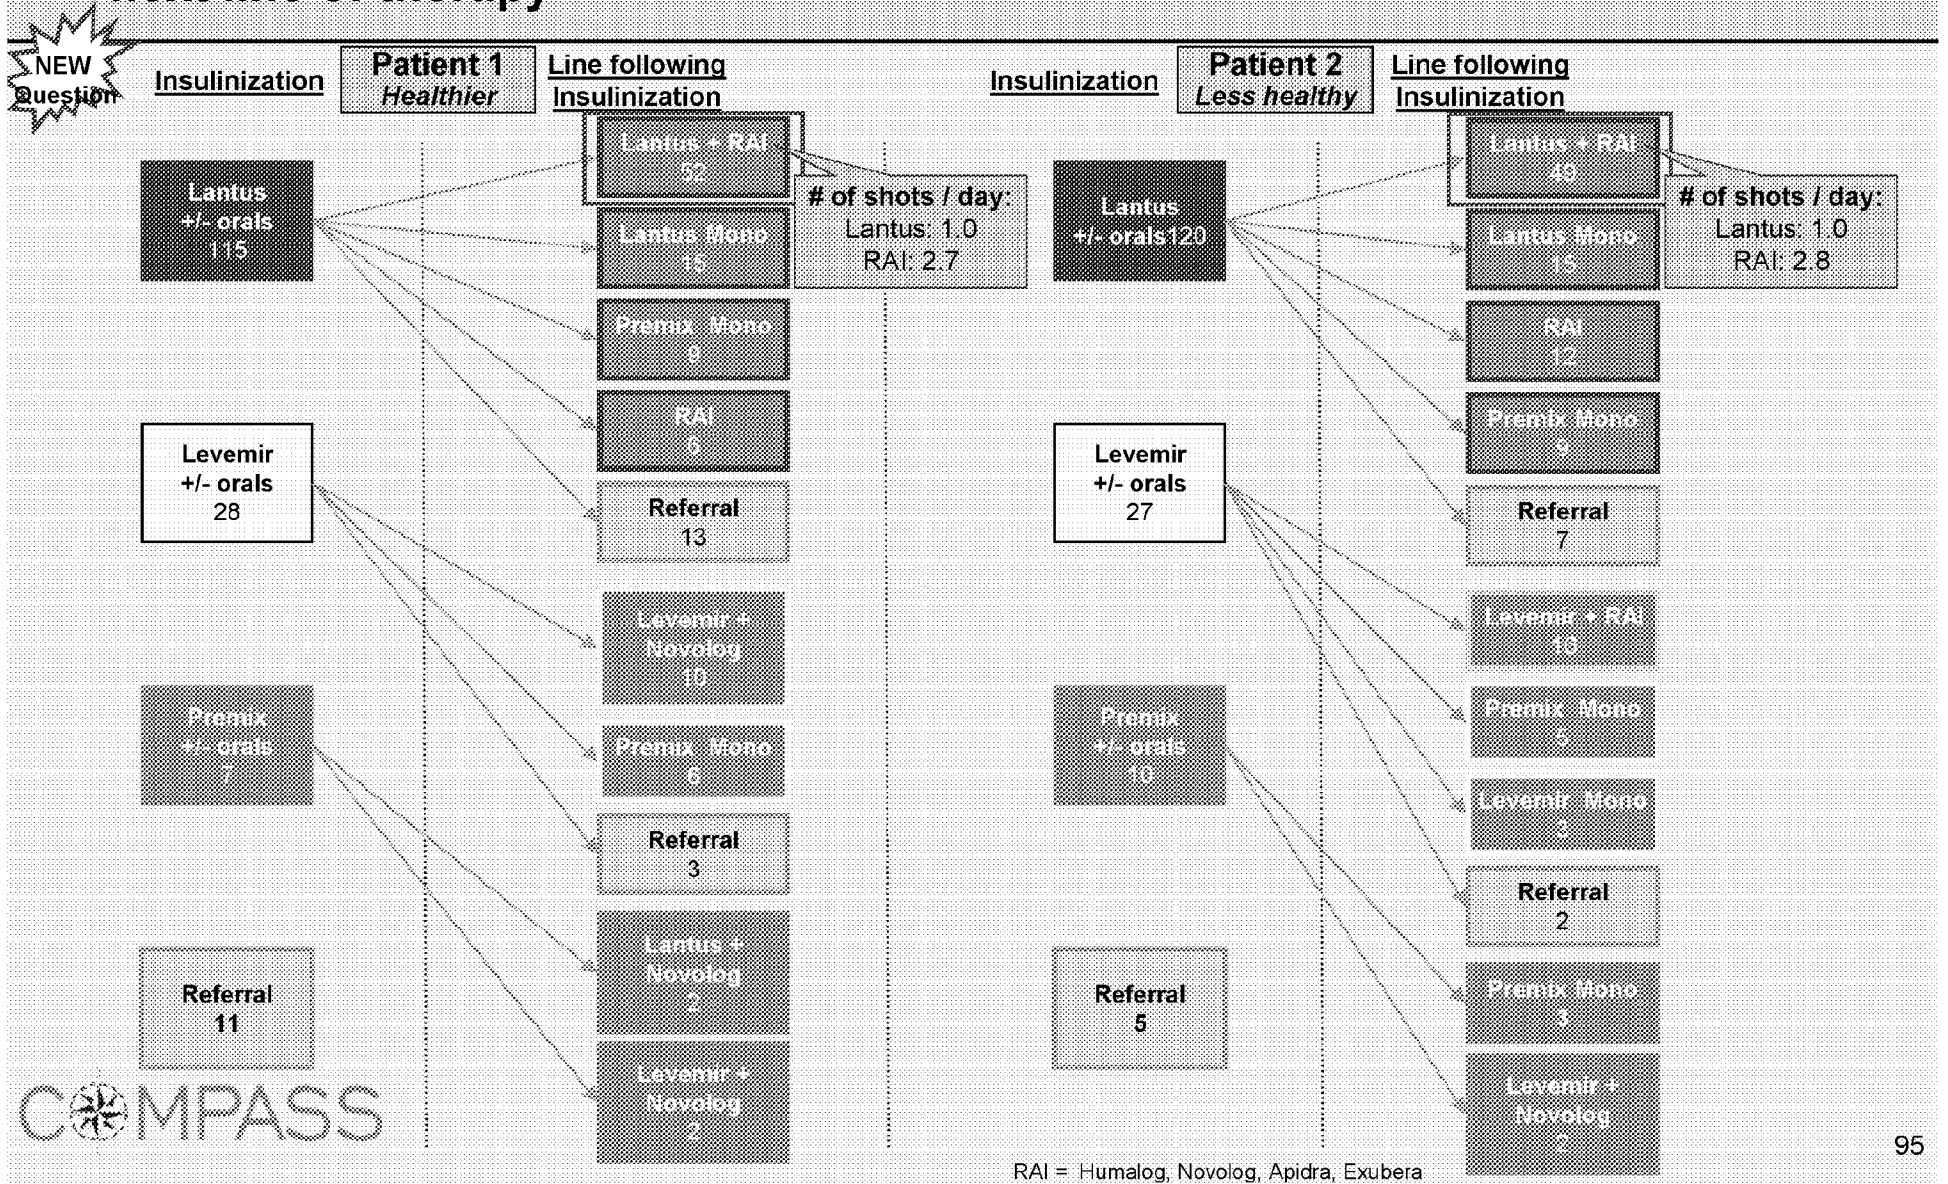 NEW
Question
Insulinization
Patient 1
Healthier
Line following
Insulinization
Lantus
+/- orals
115
Lantus + RAI
52
# of shots / day:
Lantus: 1.0
RAI: 2.7
Lantus Mono
15
Premix Mono
9
RAI
6
Referral
13
Levemir
+/- orals
28
Levemir +
Novolog
10
Premix Mono
6
Referral
3
Premix
+/- orals
7
Lantus +
Novolog
2
Levemir +
Novolog
2
Referral
11
Insulinization
Patient 2
Less healthy
Line following
Insulinization
Lantus
+/- orals120
Lantus + RAI
49
# of shots / day:
Lantus: 1.0
RAI: 2.8
Lantus Mono
15
RAI
12
Premix Mono
9
Referral
7
Levemir
+/- orals
27
Levemir + RAI
Premix Mono
5
Levemir Mono
3
Referral
2
Premix
+/- orals
10
Premix Mono
3
Levemir +
Novolog
2
Referral
5
COMPASS
RAI = Humalog, Novolog, Apidra, Exubera
95